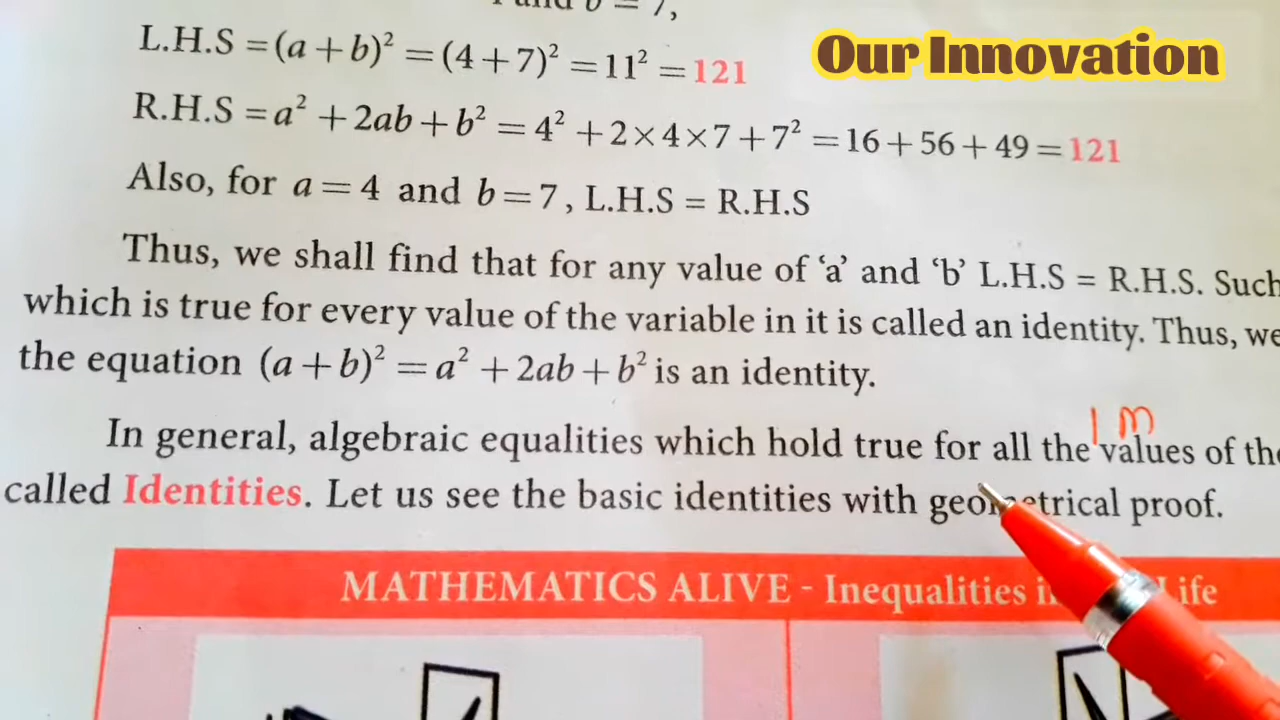 b = 7,
L.H.S = (a + b)² = (4 + 7)² = 11² = 121
Our Innovation
R.H.S = a² + 2ab + b² = 4² + 2 × 4 × 7 + 7² = 16 + 56 + 49 = 121
Also, for a = 4 and b = 7, L.H.S = R.H.S
Thus, we shall find that for any value of ‘a’ and ‘b’ L.H.S = R.H.S. Such
which is true for every value of the variable in it is called an identity. Thus, we
the equation (a + b)² = a² + 2ab + b² is an identity.
1 m
In general, algebraic equalities which hold true for all the values of
called Identities. Let us see the basic identities with geometrical proof.
MATHEMATICS ALIVE - Inequalities